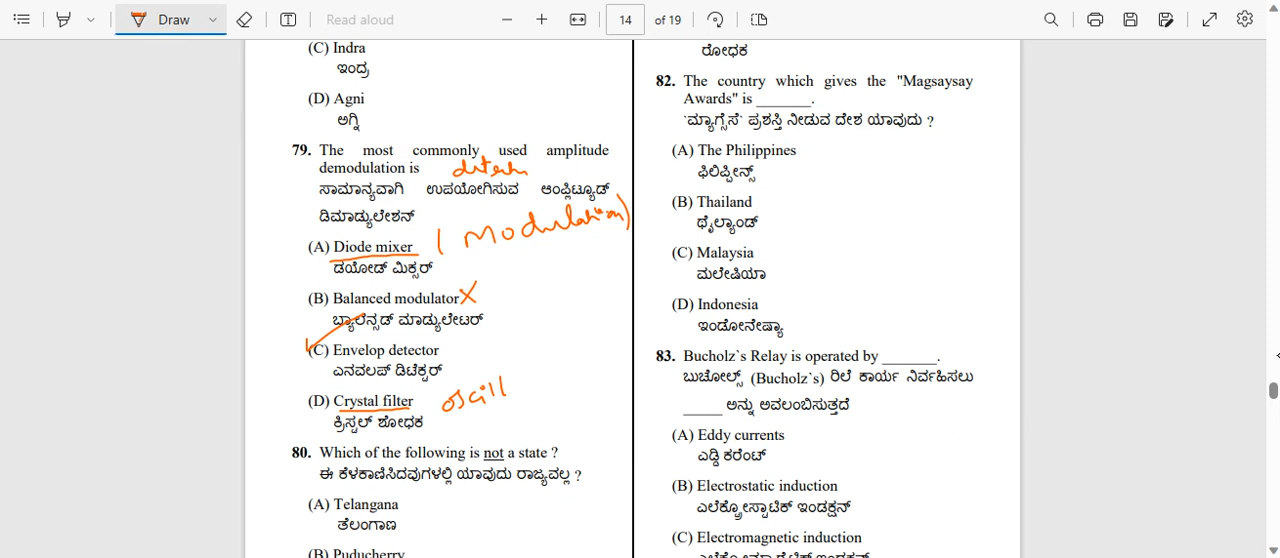 Draw
Read aloud
14
of 19
(C) Indra
ಇಂದ್ರ
(D) Agni
ಅಗ್ನಿ
79. The most commonly used amplitude
demodulation is
ಸಾಮಾನ್ಯವಾಗಿ ಉಪಯೋಗಿಸುವ ಆಂಪ್ಲಿಟ್ಯೂಡ್
ಡಿಮಾಡ್ಯುಲೇಶನ್
(Modulation)
(A) Diode mixer
ಡಯೋಡ್ ಮಿಕ್ಸರ್
(B) Balanced modulator X
ಬ್ಯಾಲೆನ್ಸಡ್ ಮಾಡ್ಯುಲೇಟರ್
(C) Envelop detector
ಎನವಲಪ್ ಡಿಟೆಕ್ಟರ್
(D) Crystal filter
oscill
ಕ್ರಿಸ್ಟಲ್ ಶೋಧಕ
80. Which of the following is not a state ?
ಈ ಕೆಳಕಾಣಿಸಿದವುಗಳಲ್ಲಿ ಯಾವುದು ರಾಜ್ಯವಲ್ಲ ?
(A) Telangana
ತೆಲಂಗಾಣ
(B) Puducherry
ರೋಧಕ
82. The country which gives the "Magsaysay
Awards" is _______.
`ಮ್ಯಾಗ್ಸೆಸೆ` ಪ್ರಶಸ್ತಿ ನೀಡುವ ದೇಶ ಯಾವುದು ?
(A) The Philippines
ಫಿಲಿಪ್ಪೀನ್ಸ್
(B) Thailand
ಥೈಲ್ಯಾಂಡ್
(C) Malaysia
ಮಲೇಷಿಯಾ
(D) Indonesia
ಇಂಡೋನೇಷ್ಯಾ
83. Bucholz`s Relay is operated by _______.
ಬುಚೋಲ್ಸ್ (Bucholz`s) ರಿಲೆ ಕಾರ್ಯ ನಿರ್ವಹಿಸಲು
_____ ಅನ್ನು ಅವಲಂಬಿಸುತ್ತದೆ
(A) Eddy currents
ಎಡ್ಡಿ ಕರೆಂಟ್
(B) Electrostatic induction
ಎಲೆಕ್ಟ್ರೋಸ್ಟಾಟಿಕ್ ಇಂಡಕ್ಷನ್
(C) Electromagnetic induction